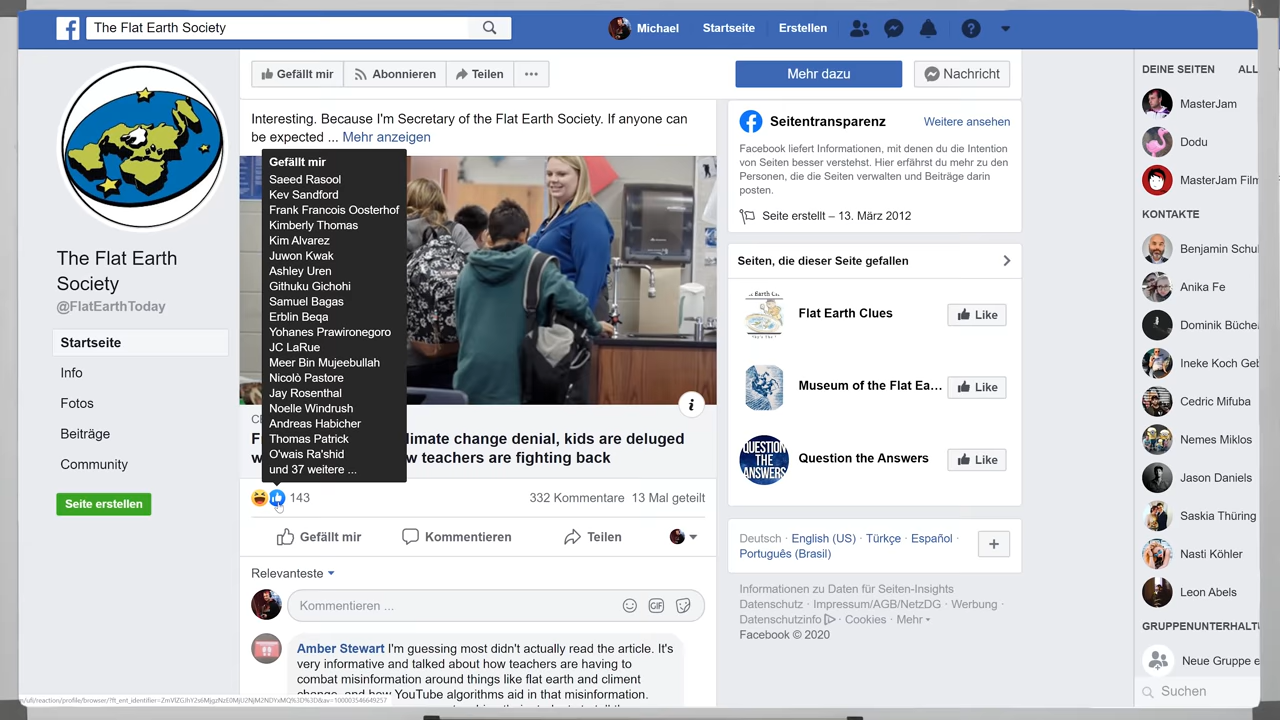 The Flat Earth Society
Michael
Startseite
Erstellen
Gefällt mir
Abonnieren
Teilen
Mehr dazu
Nachricht
The Flat Earth
Society
@FlatEarthToday
Startseite
Info
Fotos
Beiträge
Community
Seite erstellen
Interesting. Because I'm Secretary of the Flat Earth Society. If anyone can
be expected ... Mehr anzeigen
Gefällt mir
Saeed Rasool
Kev Sandford
Frank Francois Oosterhof
Kimberly Thomas
Kim Alvarez
Juwon Kwak
Ashley Uren
Githuku Gichohi
Samuel Bagas
Erblin Beqa
Yohanes Prawironegoro
JC LaRue
Meer Bin Mujeebullah
Nicolò Pastore
Jay Rosenthal
Noelle Windrush
Andreas Habicher
Thomas Patrick
O'wais Ra'shid
und 37 weitere ...
climate change denial, kids are deluged
teachers are fighting back
143
332 Kommentare 13 Mal geteilt
Gefällt mir
Kommentieren
Teilen
Relevanteste
Kommentieren ...
GIF
Amber Stewart I'm guessing most didn't actually read the article. It's
very informative and talked about how teachers are having to
combat misinformation around things like flat earth and climent
change, and how YouTube algorithms aid in that misinformation.
Seitentransparenz
Weitere ansehen
Facebook liefert Informationen, mit denen du die Intention
von Seiten besser verstehst. Hier erfährst du mehr zu den
Personen, die die Seiten verwalten und Beiträge darin
posten.
Seite erstellt – 13. März 2012
Seiten, die dieser Seite gefallen
Flat Earth Clues
Like
Museum of the Flat Ea...
Like
QUESTION
THE
ANSWERS
Question the Answers
Like
Deutsch · English (US) · Türkçe · Español ·
Português (Brasil)
Informationen zu Daten für Seiten-Insights
Datenschutz · Impressum/AGB/NetzDG · Werbung ·
Datenschutzinfo · Cookies · Mehr
Facebook © 2020
DEINE SEITEN
MasterJam
Dodu
MasterJam Film
KONTAKTE
Benjamin
Anika Fe
Dominik
Ineke Koch
Cedric Mifuba
Nemes Miklos
Jason Daniels
Saskia Thüring
Nasti Köhler
Leon Abels
Neue Gruppe
Suchen